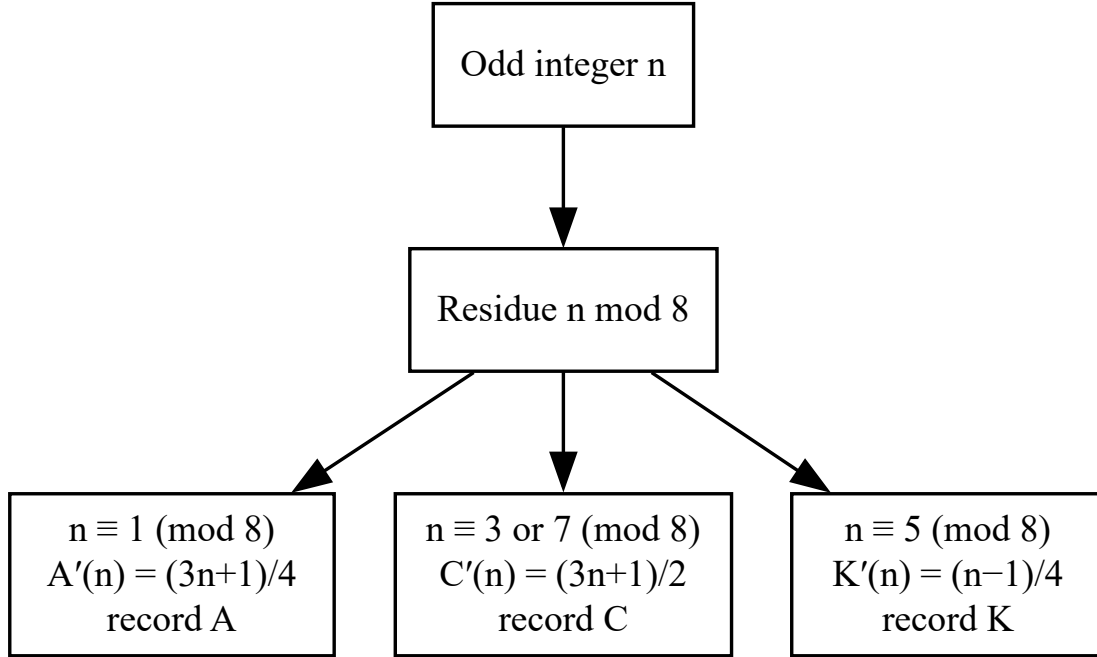 Odd integer n
Residue n mod 8
n ≡ 1 (mod 8)
A′(n) = (3n+1)/4
record A
n ≡ 3 or 7 (mod 8)
C′(n) = (3n+1)/2
record C
n ≡ 5 (mod 8)
K′(n) = (n−1)/4
record K